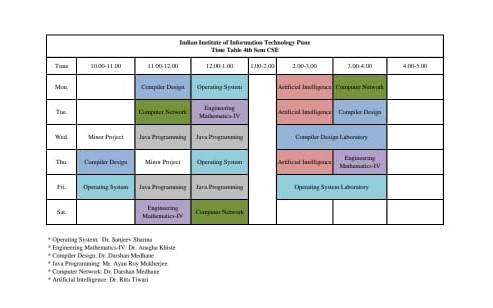 Indian Institute of Information Technology Pune
Time Table 4th Sem CSE
Time 10.00-11.00 11.00-12.00 12.00-1.00 1.00-2.00 2.00-3.00 3.00-4.00 4.00-5.00
Mon. Compiler Design Operating System Artificial Intelligence Computer Network
Tue. Computer Network Engineering Mathematics-IV Artificial Intelligence Compiler Design
Wed. Minor Project Java Programming Java Programming Compiler Design Laboratory
Thu. Compiler Design Minor Project Operating System Artificial Intelligence Engineering Mathematics-IV
Fri. Operating System Java Programming Java Programming Operating System Laboratory
Sat. Engineering Mathematics-IV Computer Network
* Operating System: Dr. Sanjeev Sharma
* Engineering Mathematics-IV: Dr. Anagha Khiste
* Compiler Design: Dr. Darshan Medhane
* Java Programming: Mr. Ayan Roy Mukherjee
* Computer Network: Dr. Darshan Medhane
* Artificial Intelligence: Dr. Ritu Tiwari